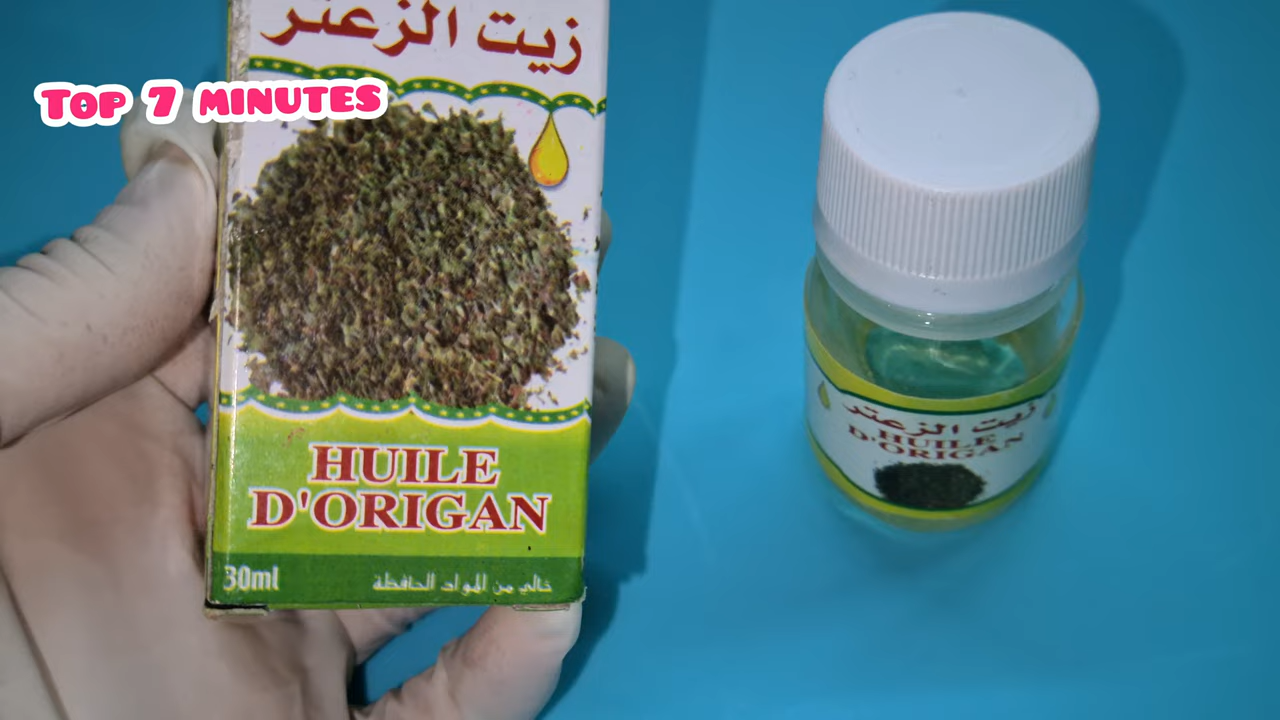 زيت الزعتر
TOP 7 MINUTES
HUILE
D'ORIGAN
30ml
خالي من المواد الحافظة
زيت الزعتر
HUILE
D'ORIGAN